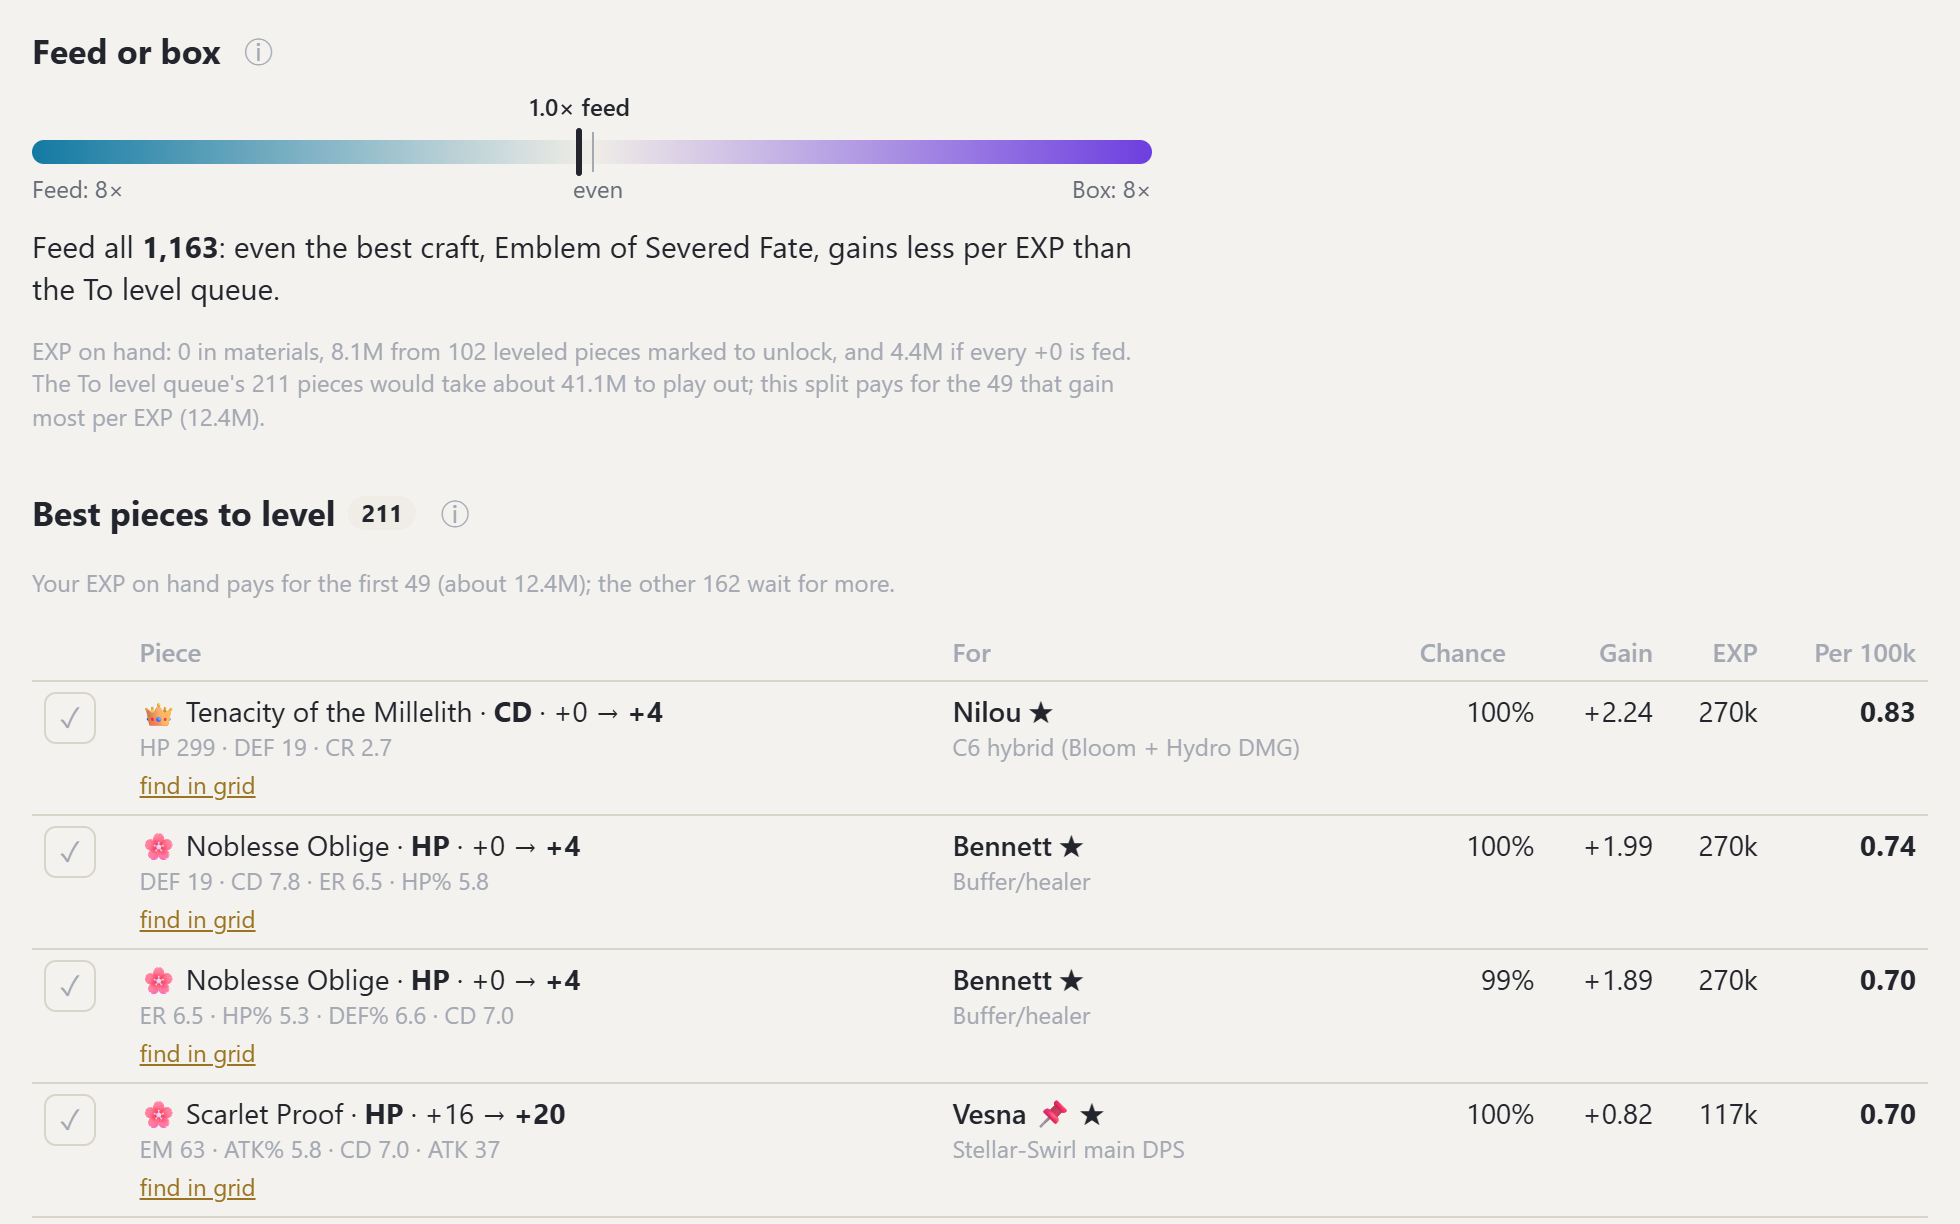 Feed or box ⓘ
1.0× feed
Feed: 8× even Box: 8×
Feed all 1,163: even the best craft, Emblem of Severed Fate, gains less per EXP than
the To level queue.
EXP on hand: 0 in materials, 8.1M from 102 leveled pieces marked to unlock, and 4.4M if every +0 is fed.
The To level queue's 211 pieces would take about 41.1M to play out; this split pays for the 49 that gain
most per EXP (12.4M).
Best pieces to level 211 ⓘ
Your EXP on hand pays for the first 49 (about 12.4M); the other 162 wait for more.
Piece For Chance Gain EXP Per 100k
✓ Tenacity of the Millelith · CD · +0 → +4 Nilou ★ 100% +2.24 270k 0.83
HP 299 · DEF 19 · CR 2.7 C6 hybrid (Bloom + Hydro DMG)
find in grid
✓ Noblesse Oblige · HP · +0 → +4 Bennett ★ 100% +1.99 270k 0.74
DEF 19 · CD 7.8 · ER 6.5 · HP% 5.8 Buffer/healer
find in grid
✓ Noblesse Oblige · HP · +0 → +4 Bennett ★ 99% +1.89 270k 0.70
ER 6.5 · HP% 5.3 · DEF% 6.6 · CD 7.0 Buffer/healer
find in grid
✓ Scarlet Proof · HP · +16 → +20 Vesna 📌 ★ 100% +0.82 117k 0.70
EM 63 · ATK% 5.8 · CD 7.0 · ATK 37 Stellar-Swirl main DPS
find in grid